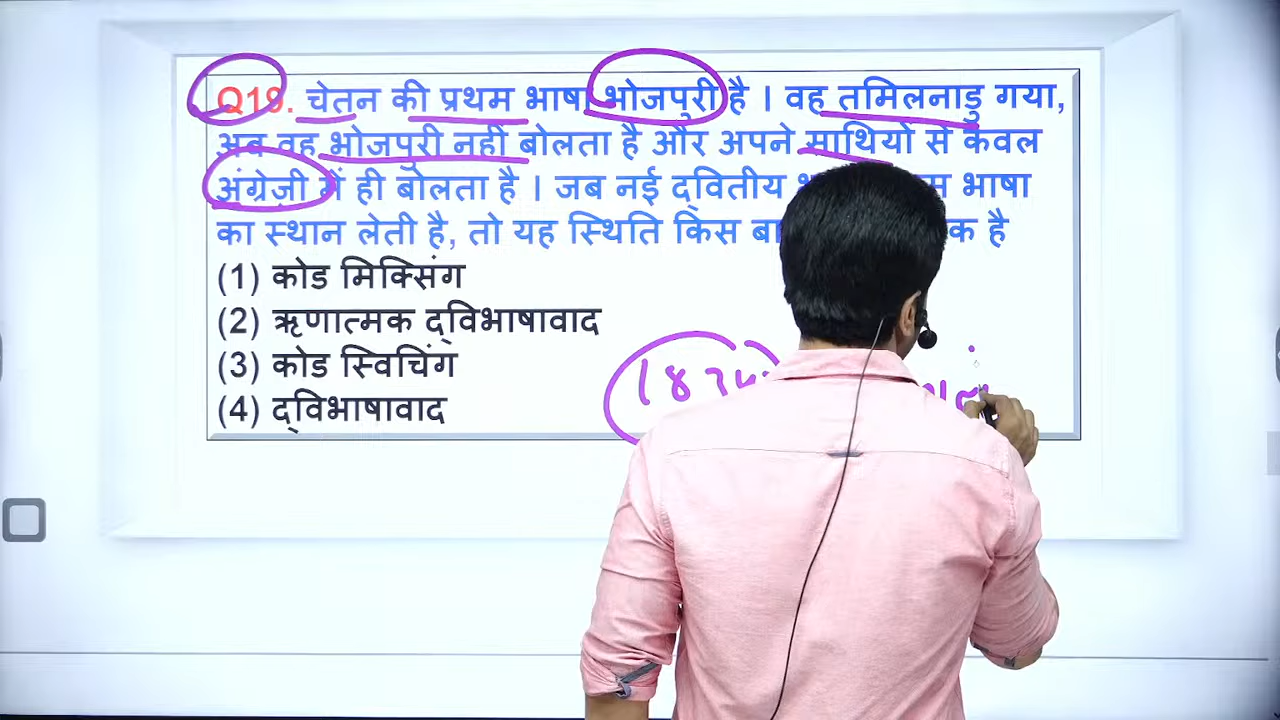 Q19. चेतन की प्रथम भाषा भोजपुरी है । वह तमिलनाडु गया,
अब वह भोजपुरी नही बोलता है और अपने साथियों से केवल
अंग्रेज़ी में ही बोलता है । जब नई द्वितीय भाषा
का स्थान लेती है, तो यह स्थिति किस है
(1) कोड मिक्सिंग
(2) ऋणात्मक द्विभाषावाद
(3) कोड स्विचिंग
(4) द्विभाषावाद